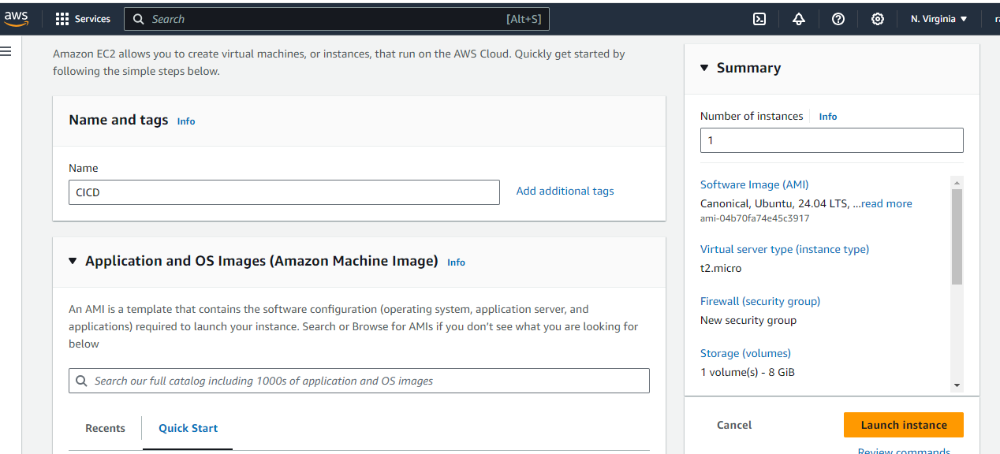 aws
Services
Search
[Alt+S]
N. Virginia
Amazon EC2 allows you to create virtual machines, or instances, that run on the AWS Cloud. Quickly get started by
following the simple steps below.
Name and tags Info
Name
CICD
Add additional tags
Application and OS Images (Amazon Machine Image) Info
An AMI is a template that contains the software configuration (operating system, application server, and
applications) required to launch your instance. Search or Browse for AMIs if you don’t see what you are looking for
below
Search our full catalog including 1000s of application and OS images
Recents
Quick Start
Summary
Number of instances Info
1
Software Image (AMI)
Canonical, Ubuntu, 24.04 LTS, ...read more
ami-04b70fa74e45c3917
Virtual server type (instance type)
t2.micro
Firewall (security group)
New security group
Storage (volumes)
1 volume(s) - 8 GiB
Cancel
Launch instance
Review commands